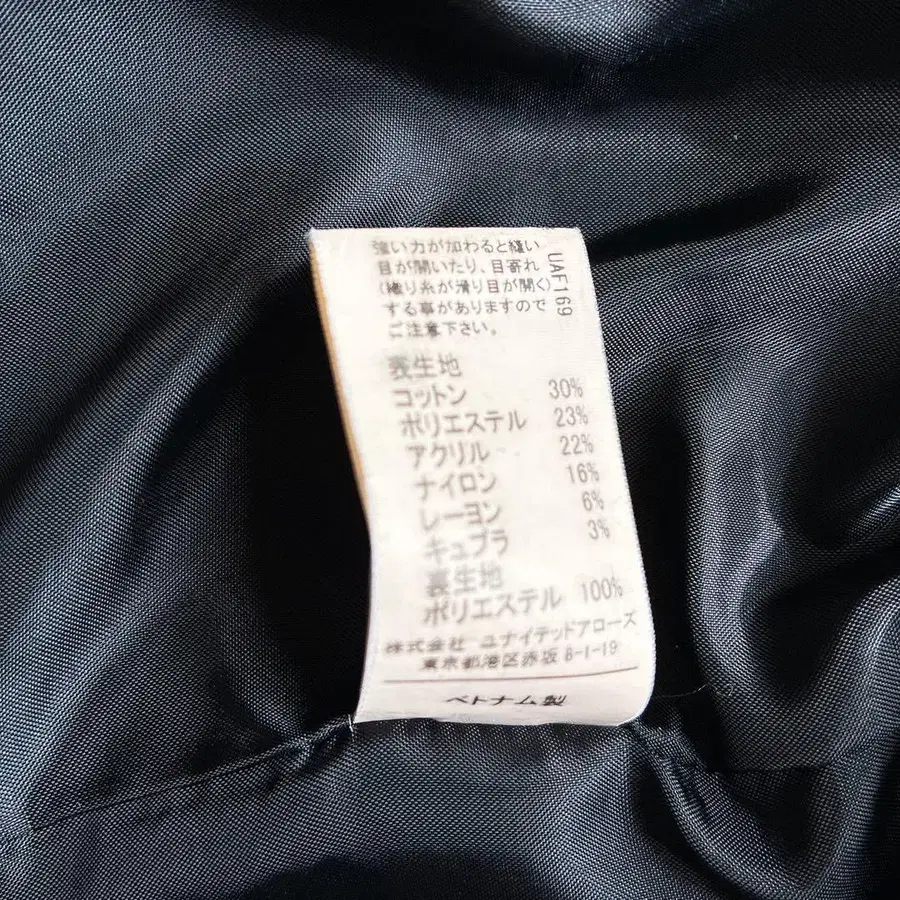 強い力が加わると縫い
目が開いたり、目寄れ
(織り糸が滑り目が開く)
する事がありますので
ご注意下さい。
UAF169
表生地
コットン 30%
ポリエステル 23%
アクリル 22%
ナイロン 16%
レーヨン 6%
キュプラ 3%
裏生地
ポリエステル 100%
株式会社 ユナイテッドアローズ
東京都港区赤坂 8-1-19
ベトナム製